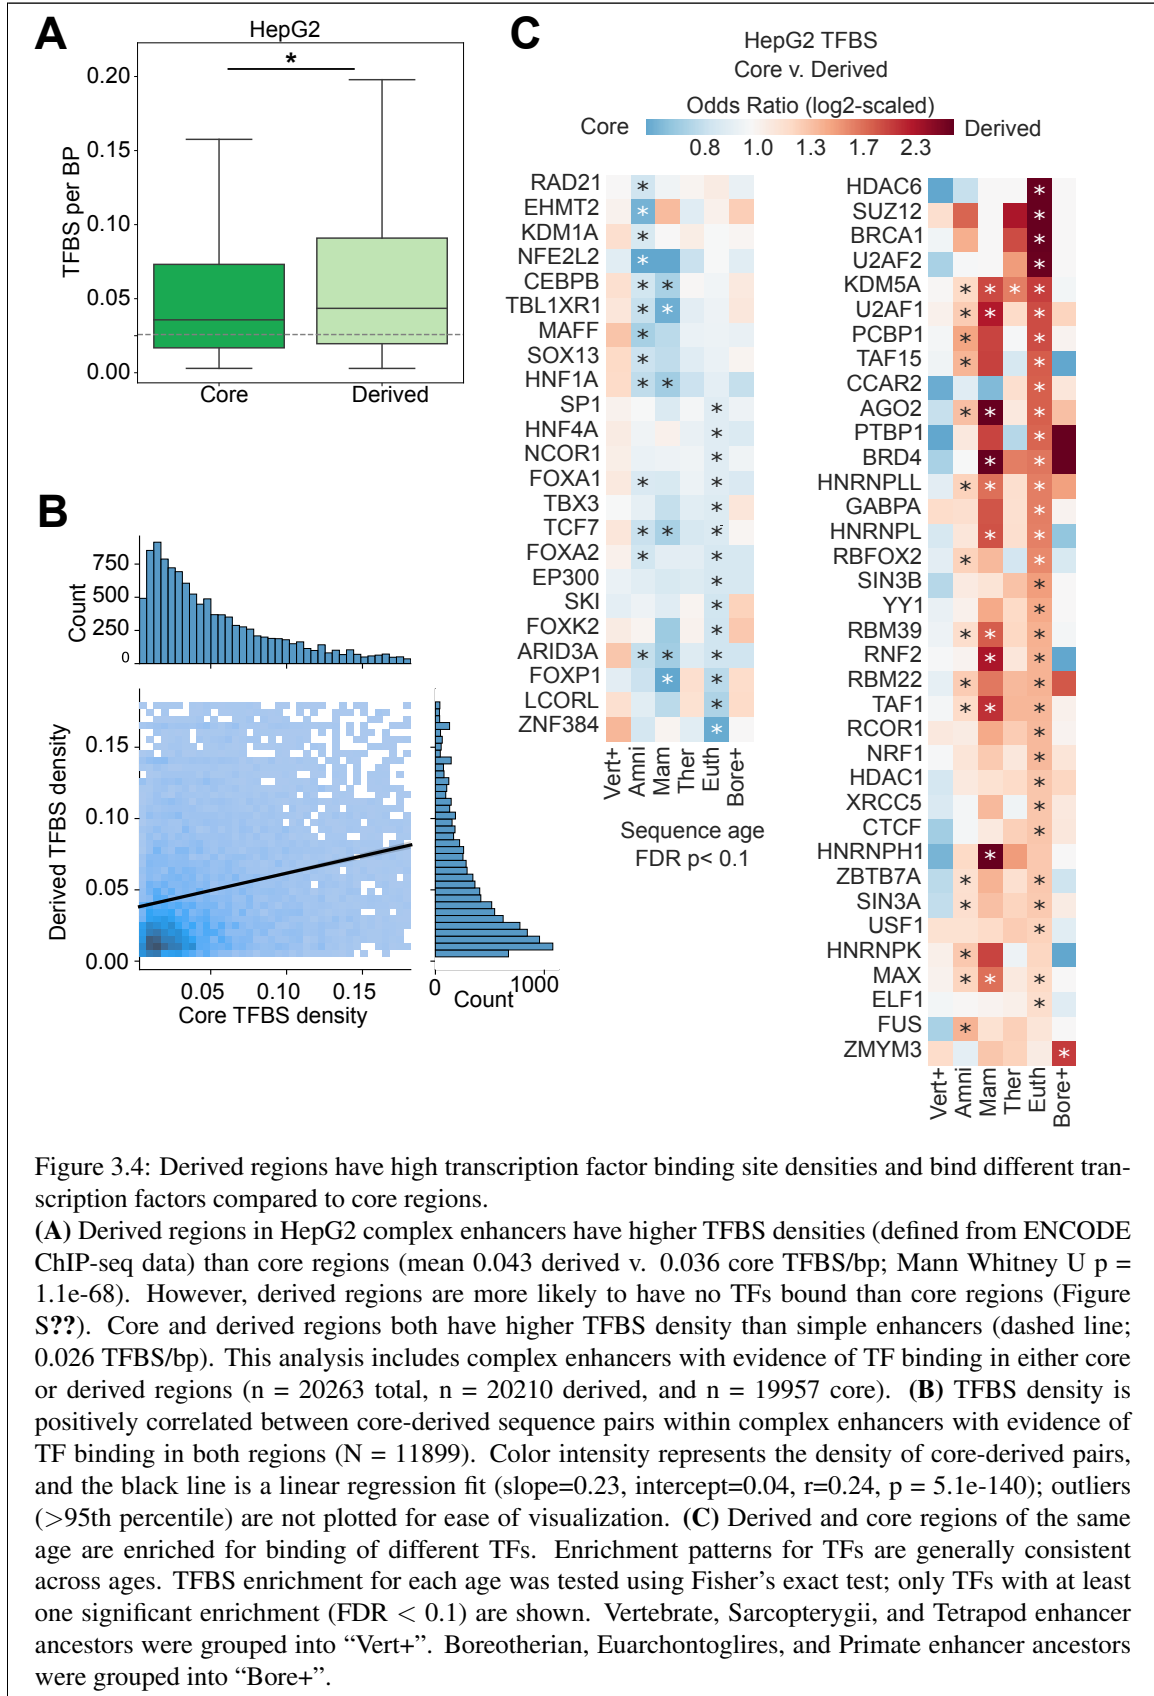 A
HepG2
*
TFBS per BP
0.20
0.15
0.10
0.05
0.00
Core
Derived
B
Count
750
500
250
0
Derived TFBS density
0.15
0.10
0.05
0.00
0.05
0.10
0.15
Core TFBS density
0
1000
Count
C
HepG2 TFBS
Core v. Derived
Odds Ratio (log2-scaled)
Core
Derived
0.8 1.0 1.3 1.7 2.3
RAD21 *
EHMT2 *
KDM1A *
NFE2L2 *
CEBPB * *
TBL1XR1 * *
MAFF *
SOX13 *
HNF1A * *
SP1 *
HNF4A *
NCOR1 *
FOXA1 * *
TBX3 *
TCF7 * * *
FOXA2 * *
EP300 *
SKI *
FOXK2 *
ARID3A * * *
FOXP1 * *
LCORL *
ZNF384 *
Vert+
Amni
Mam
Ther
Euth
Bore+
Sequence age
FDR p< 0.1
HDAC6 *
SUZ12 *
BRCA1 *
U2AF2 *
KDM5A * * * *
U2AF1 * * *
PCBP1 * *
TAF15 * *
CCAR2 *
AGO2 * * *
PTBP1 *
BRD4 * *
HNRNPLL * * *
GABPA *
HNRNPL * *
RBFOX2 * *
SIN3B *
YY1 *
RBM39 * * *
RNF2 * *
RBM22 * *
TAF1 * * *
RCOR1 *
NRF1 *
HDAC1 *
XRCC5 *
CTCF *
HNRNPH1 *
ZBTB7A * *
SIN3A * *
USF1 *
HNRNPK *
MAX * * *
ELF1 *
FUS *
ZMYM3 *
Vert+
Amni
Mam
Ther
Euth
Bore+
Figure 3.4: Derived regions have high transcription factor binding site densities and bind different tran-
scription factors compared to core regions.
(A) Derived regions in HepG2 complex enhancers have higher TFBS densities (defined from ENCODE
ChIP-seq data) than core regions (mean 0.043 derived v. 0.036 core TFBS/bp; Mann Whitney U p =
1.1e-68). However, derived regions are more likely to have no TFs bound than core regions (Figure
S??). Core and derived regions both have higher TFBS density than simple enhancers (dashed line;
0.026 TFBS/bp). This analysis includes complex enhancers with evidence of TF binding in either core
or derived regions (n = 20263 total, n = 20210 derived, and n = 19957 core). (B) TFBS density is
positively correlated between core-derived sequence pairs within complex enhancers with evidence of
TF binding in both regions (N = 11899). Color intensity represents the density of core-derived pairs,
and the black line is a linear regression fit (slope=0.23, intercept=0.04, r=0.24, p = 5.1e-140); outliers
(>95th percentile) are not plotted for ease of visualization. (C) Derived and core regions of the same
age are enriched for binding of different TFs. Enrichment patterns for TFs are generally consistent
across ages. TFBS enrichment for each age was tested using Fisher's exact test; only TFs with at least
one significant enrichment (FDR < 0.1) are shown. Vertebrate, Sarcopterygii, and Tetrapod enhancer
ancestors were grouped into “Vert+”. Boreotherian, Euarchontoglires, and Primate enhancer ancestors
were grouped into “Bore+”.